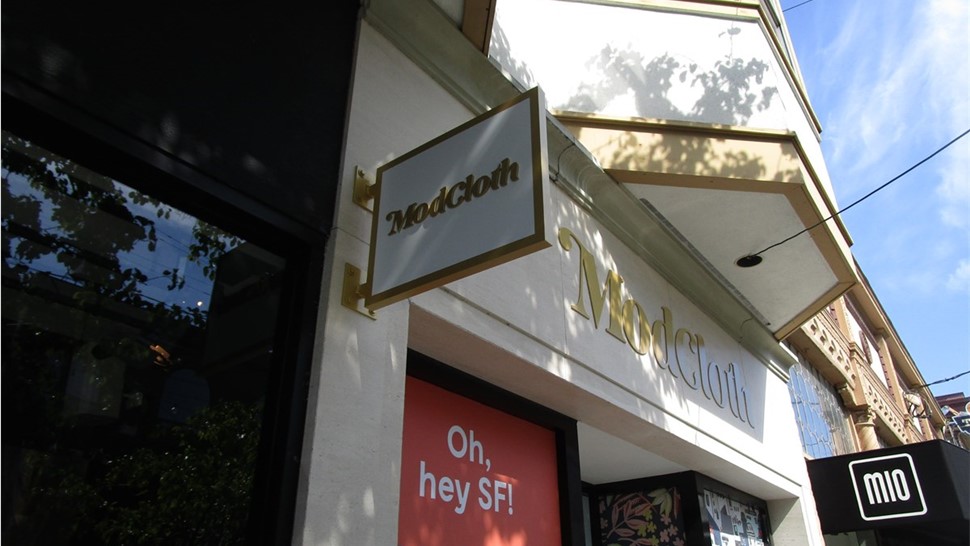 ModCloth
ModCloth
Oh,
hey SF!
MIO